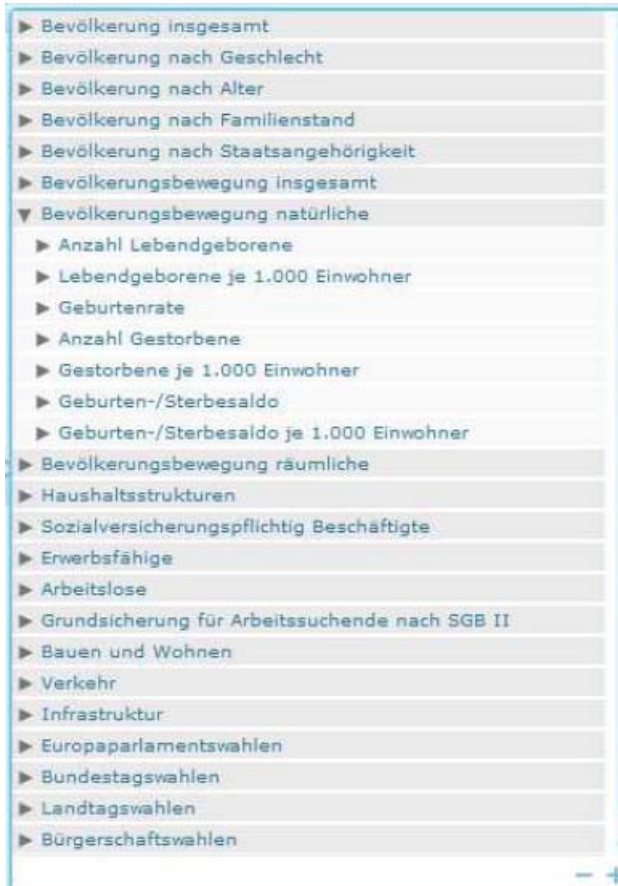 Bevölkerung insgesamt
Bevölkerung nach Geschlecht
Bevölkerung nach Alter
Bevölkerung nach Familienstand
Bevölkerung nach Staatsangehörigkeit
Bevölkerungsbewegung insgesamt
Bevölkerungsbewegung natürliche
Anzahl Lebendgeborene
Lebendgeborene je 1.000 Einwohner
Geburtenrate
Anzahl Gestorbene
Gestorbene je 1.000 Einwohner
Geburten-/Sterbesaldo
Geburten-/Sterbesaldo je 1.000 Einwohner
Bevölkerungsbewegung räumliche
Haushaltsstrukturen
Sozialversicherungspflichtig Beschäftigte
Erwerbsfähige
Arbeitslose
Grundsicherung für Arbeitssuchende nach SGB II
Bauen und Wohnen
Verkehr
Infrastruktur
Europaparlamentswahlen
Bundestagswahlen
Landtagswahlen
Bürgerschaftswahlen